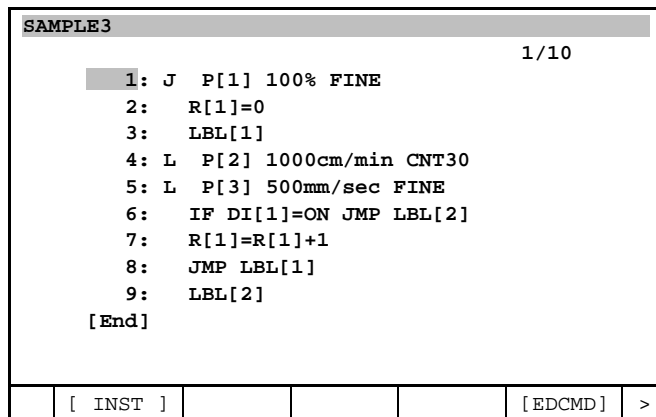 SAMPLE3
1/10
1: J P[1] 100% FINE
2: R[1]=0
3: LBL[1]
4: L P[2] 1000cm/min CNT30
5: L P[3] 500mm/sec FINE
6: IF DI[1]=ON JMP LBL[2]
7: R[1]=R[1]+1
8: JMP LBL[1]
9: LBL[2]
[End]
[ INST ] [EDCMD] >